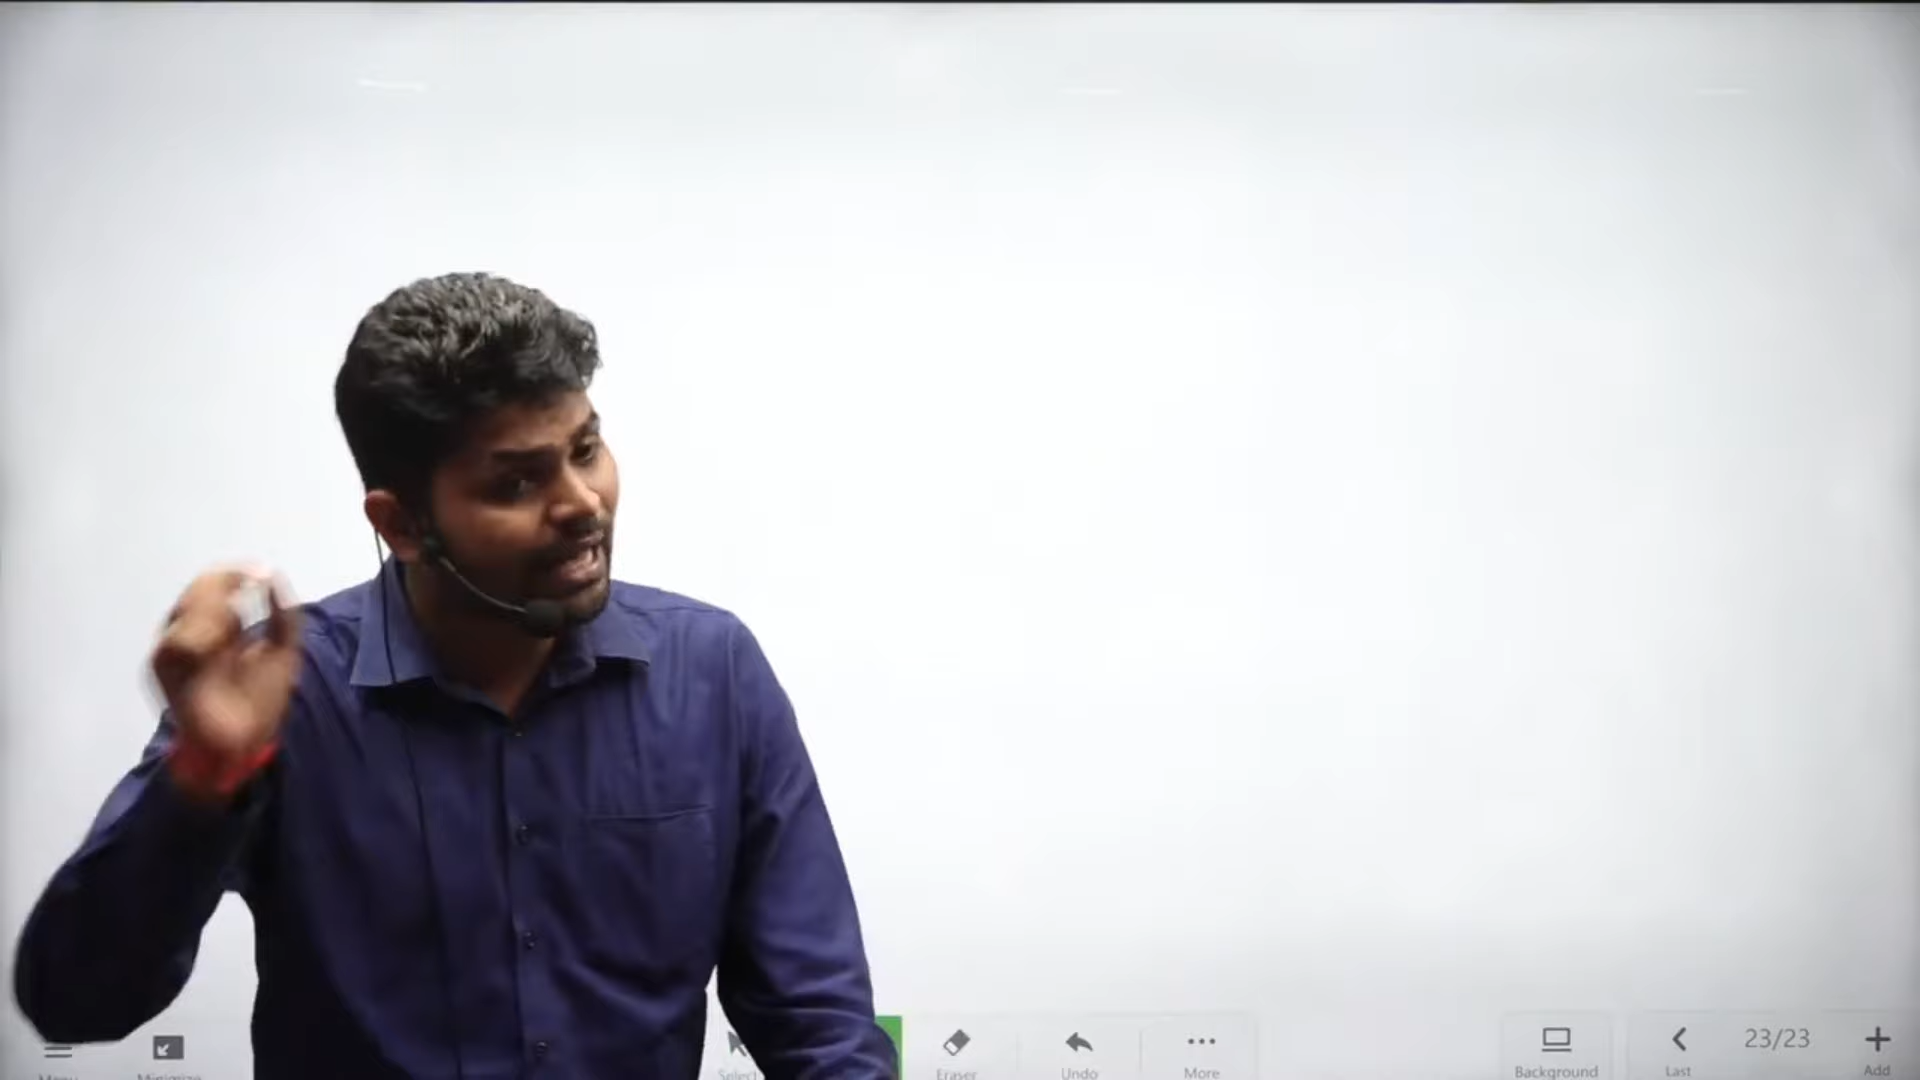 Menu
Minimize
Select
Eraser
Undo
More
Background
Last
23/23
Add